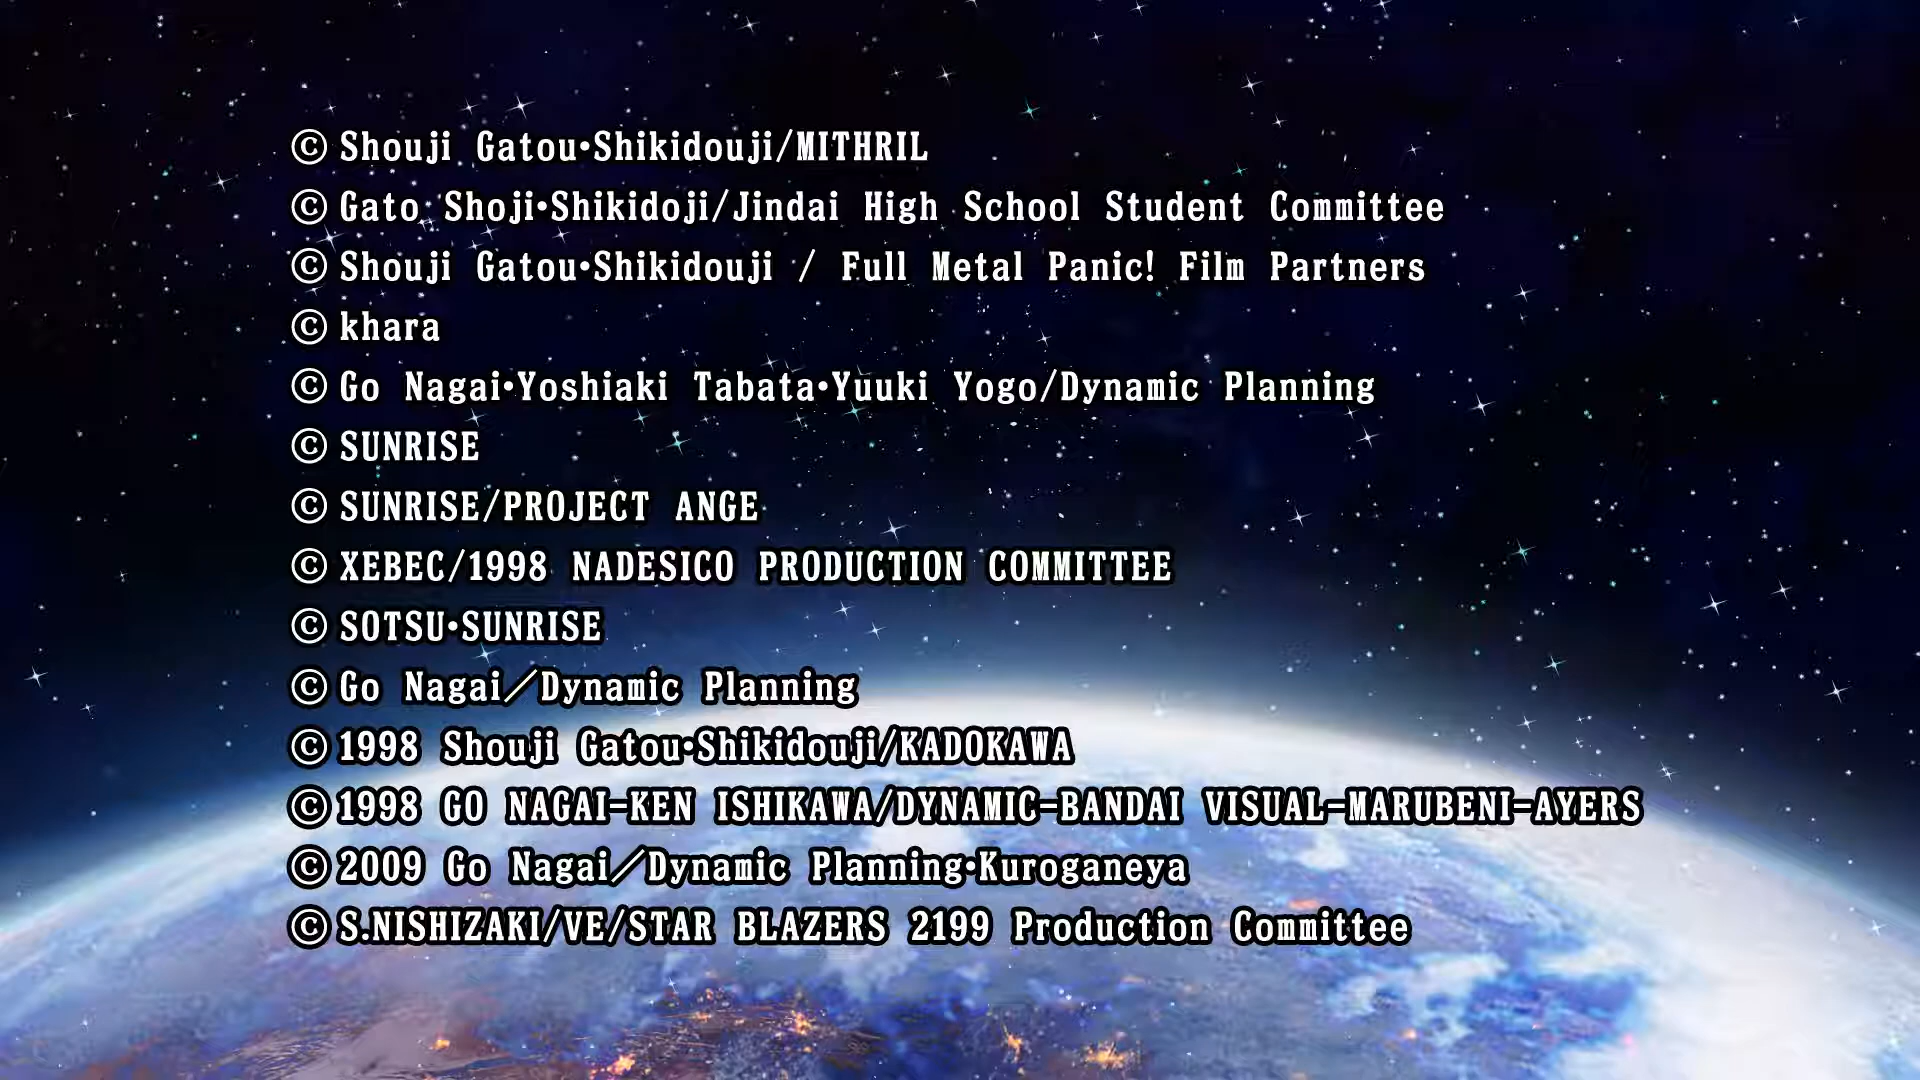 ©Shouji Gatou•Shikidouji/MITHRIL
©Gato Shoji•Shikidoji/Jindai High School Student Committee
©Shouji Gatou•Shikidouji / Full Metal Panic! Film Partners
©khara
©Go Nagai•Yoshiaki Tabata•Yuuki Yogo/Dynamic Planning
©SUNRISE
©SUNRISE/PROJECT ANGE
©XEBEC/1998 NADESICO PRODUCTION COMMITTEE
©SOTSU•SUNRISE
©Go Nagai／Dynamic Planning
©1998 Shouji Gatou•Shikidouji/KADOKAWA
©1998 GO NAGAI-KEN ISHIKAWA/DYNAMIC-BANDAI VISUAL-MARUBENI-AYERS
©2009 Go Nagai／Dynamic Planning•Kuroganeya
©S.NISHIZAKI/VE/STAR BLAZERS 2199 Production Committee